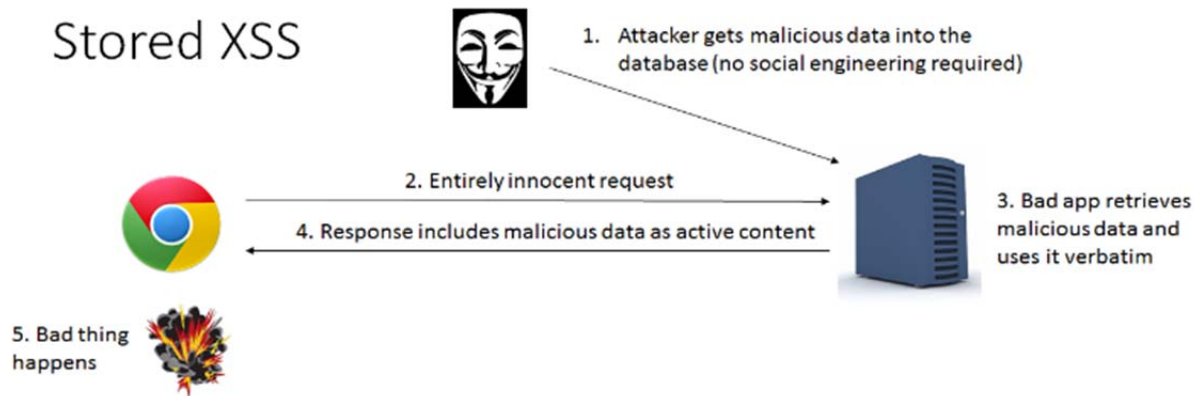 Stored XSS
1. Attacker gets malicious data into the
database (no social engineering required)
2. Entirely innocent request
3. Bad app retrieves
malicious data and
uses it verbatim
4. Response includes malicious data as active content
5. Bad thing
happens